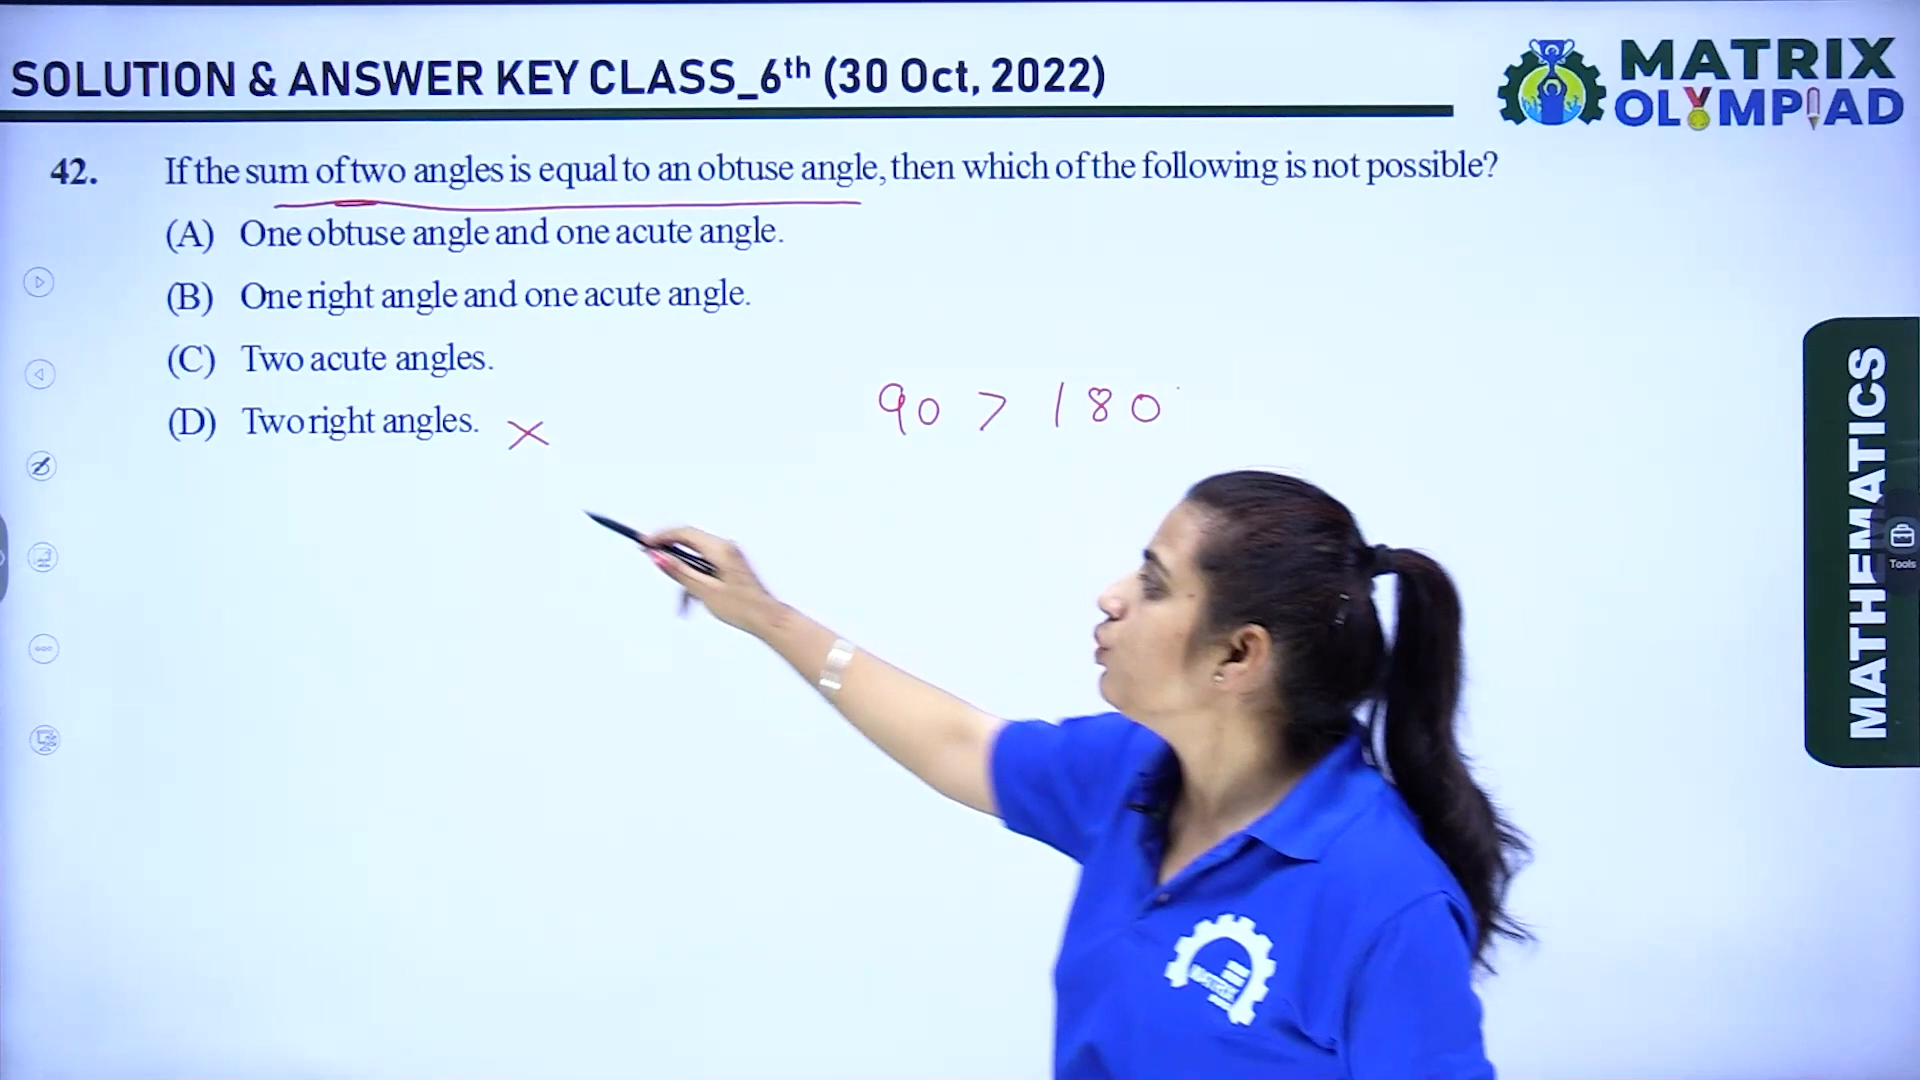 SOLUTION & ANSWER KEY CLASS_6th (30 Oct, 2022)
MATRIX
OLYMPIAD
42. If the sum of two angles is equal to an obtuse angle, then which of the following is not possible?
(A) One obtuse angle and one acute angle.
(B) One right angle and one acute angle.
(C) Two acute angles.
(D) Two right angles. ×
90 > 180
MATHEMATICS
Tools